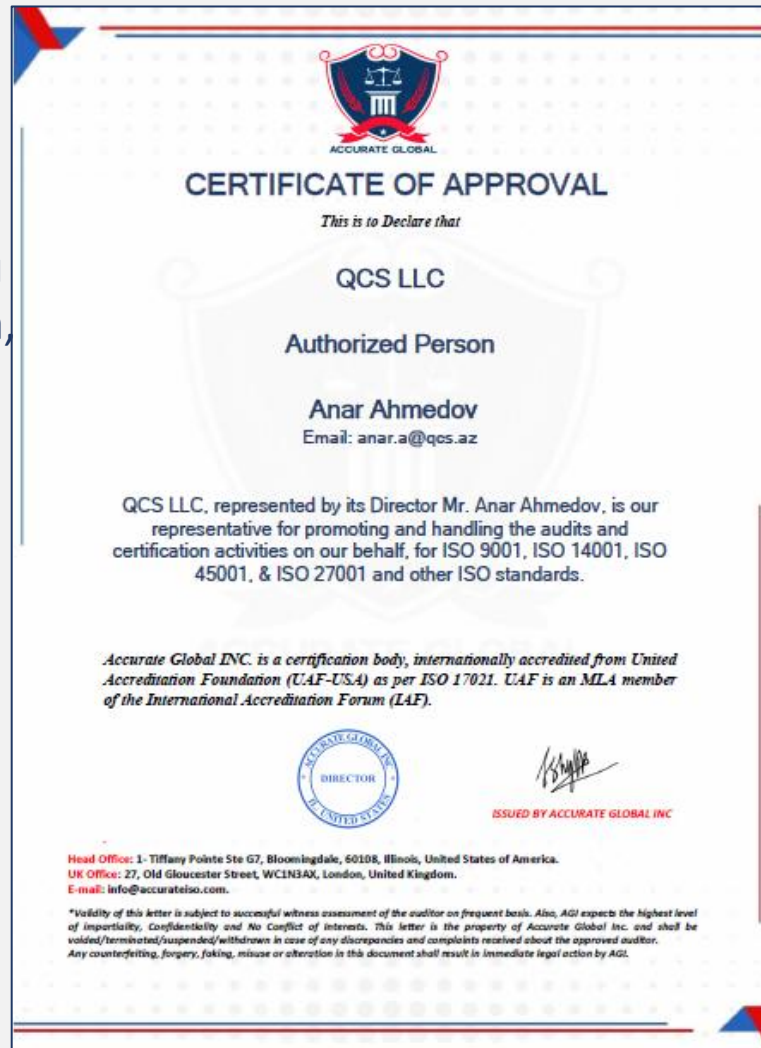 ACCURATE GLOBAL
CERTIFICATE OF APPROVAL
This is to Declare that
QCS LLC
Authorized Person
Anar Ahmedov
Email: anar.a@qcs.az
QCS LLC, represented by its Director Mr. Anar Ahmedov, is our
representative for promoting and handling the audits and
certification activities on our behalf, for ISO 9001, ISO 14001, ISO
45001, & ISO 27001 and other ISO standards.
Accurate Global INC. is a certification body, internationally accredited from United
Accreditation Foundation (UAF-USA) as per ISO 17021. UAF is an MLA member
of the International Accreditation Forum (IAF).
ACCURATE GLOBAL INC
DIRECTOR
IL, UNITED STATES
ISSUED BY ACCURATE GLOBAL INC
Head Office: 1- Tiffany Pointe Ste G7, Bloomingdale, 60108, Illinois, United States of America.
UK Office: 27, Old Gloucester Street, WC1N3AX, London, United Kingdom.
E-mail: info@accurateiso.com.
*Validity of this letter is subject to successful witness assessment of the auditor on frequent basis. Also, AGI expects the highest level
of impartiality, Confidentiality and No Conflict of Interests. This letter is the property of Accurate Global Inc. and shall be
voided/terminated/suspended/withdrawn in case of any discrepancies and complaints received about the approved auditor.
Any counterfeiting, forgery, faking, misuse or alteration in this document shall result in immediate legal action by AGI.